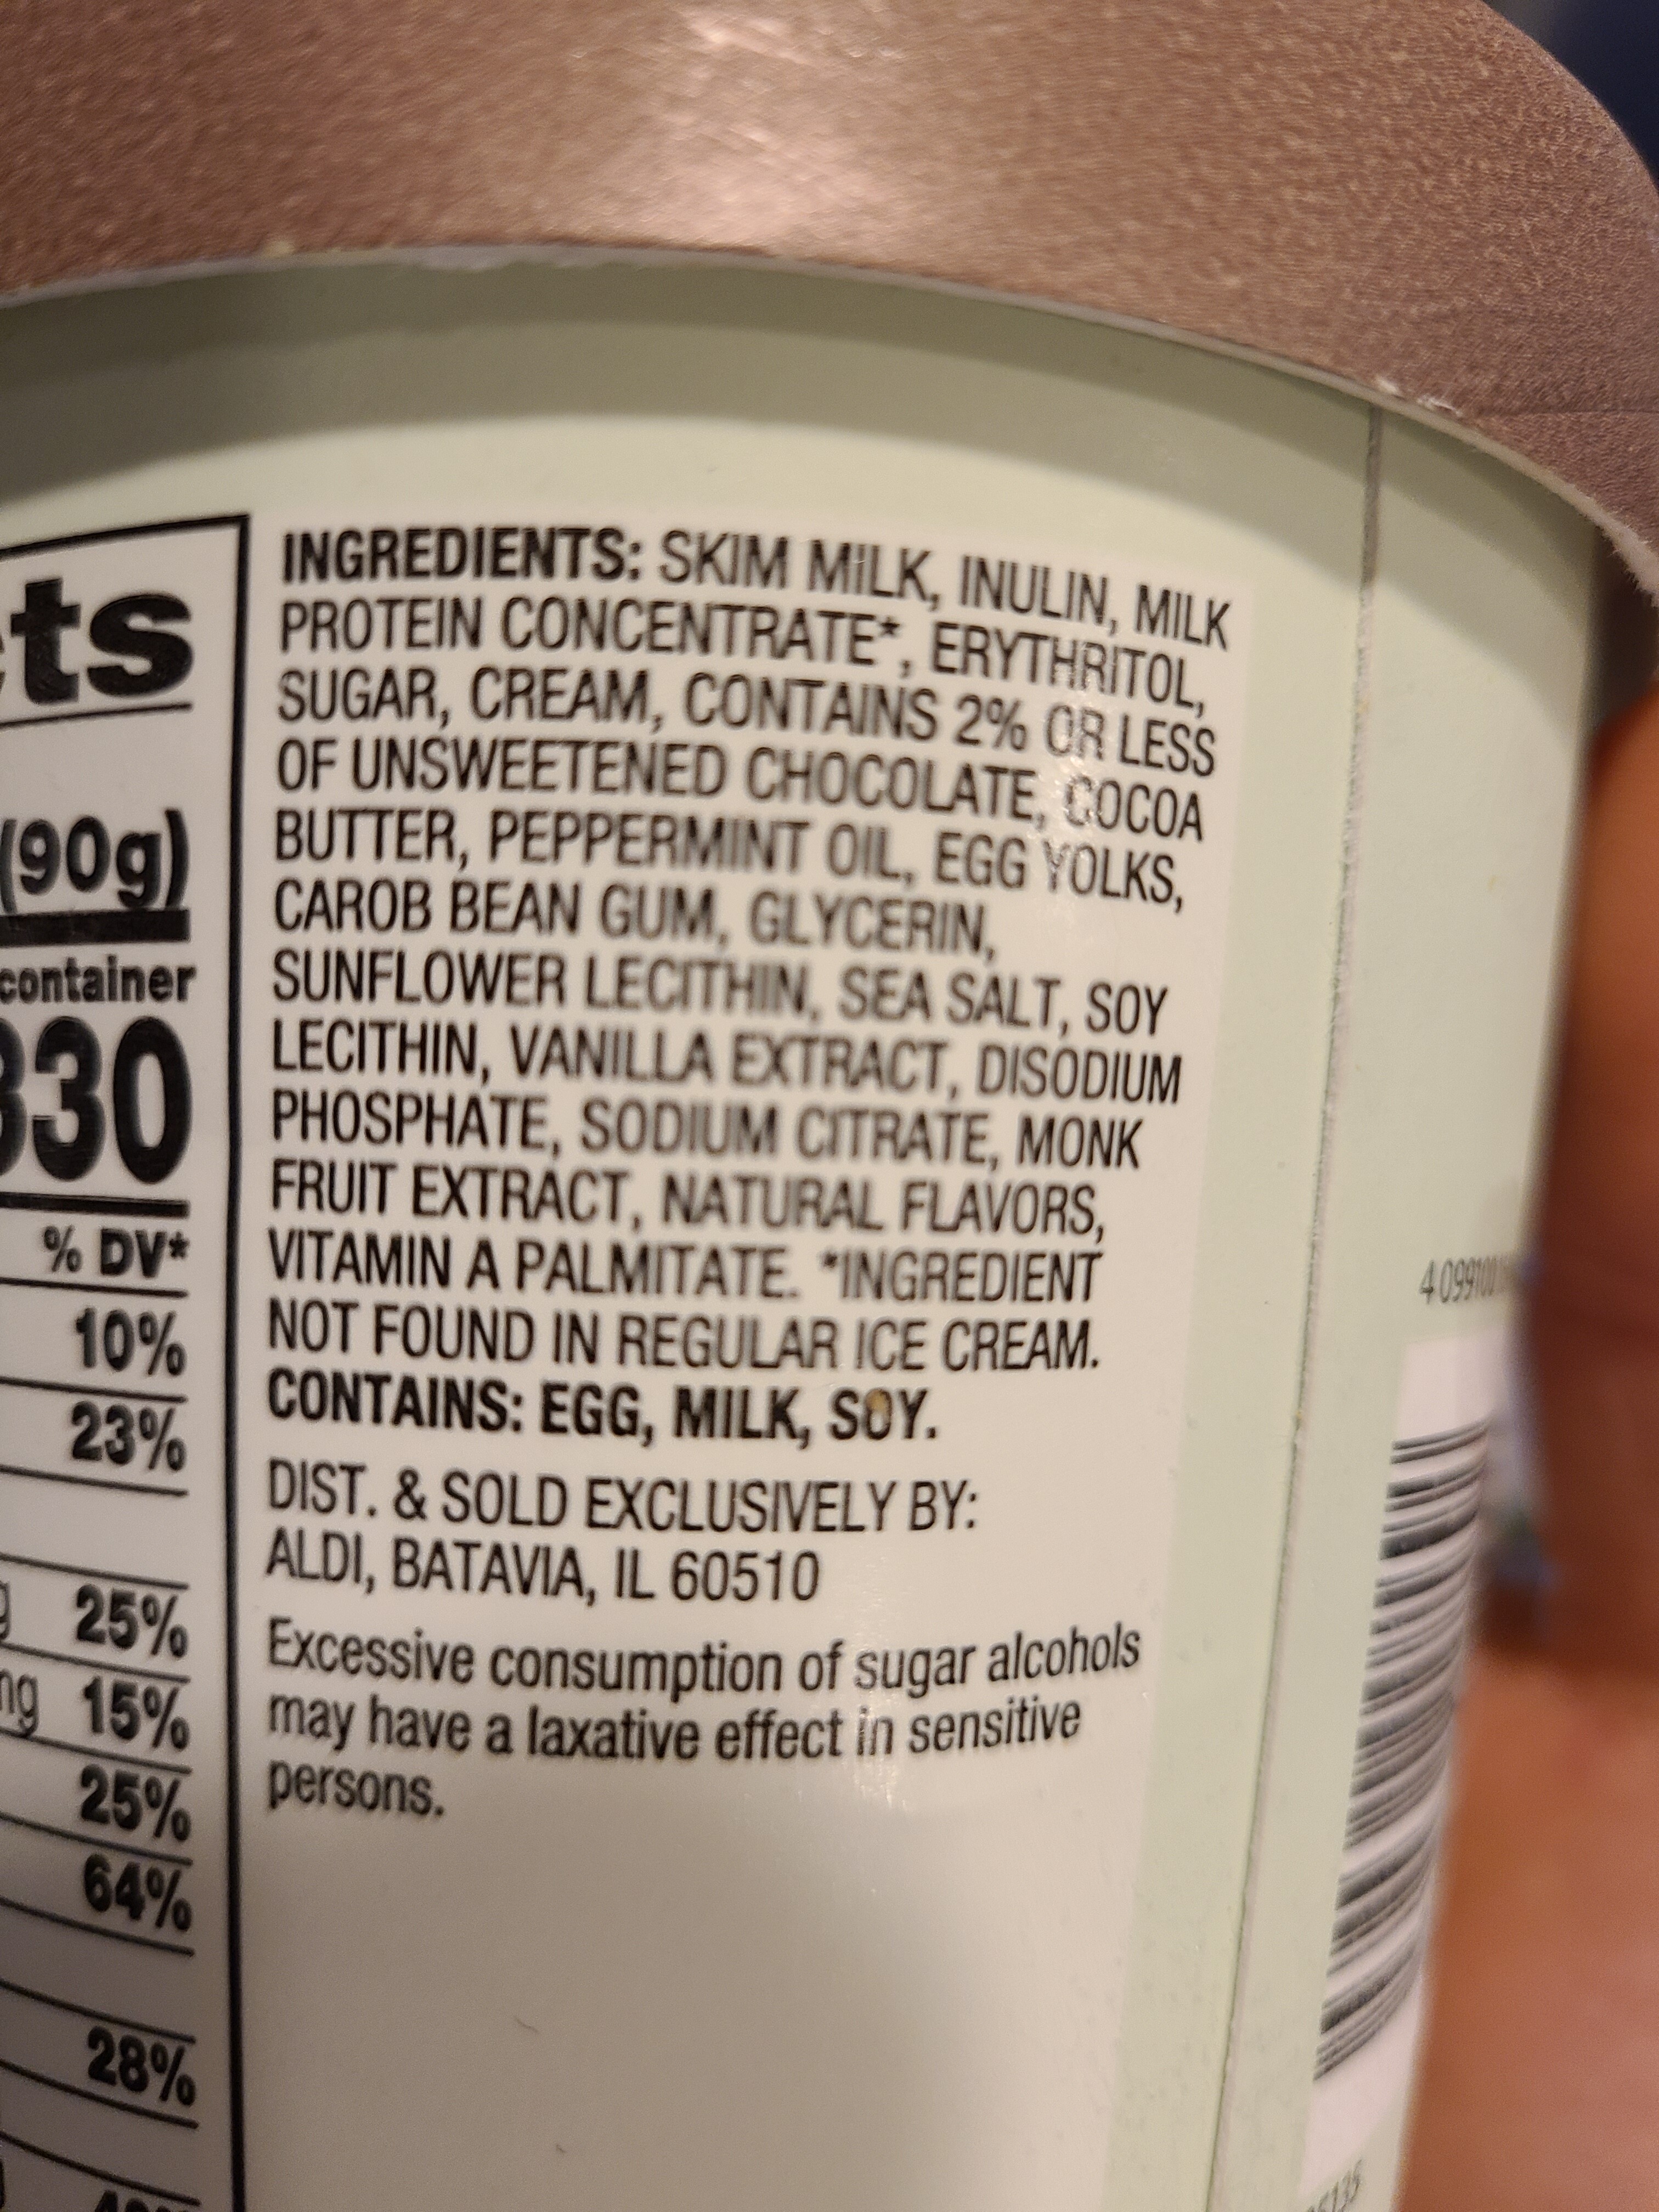 ts
(90g)
container
330
% DV*
10%
23%
25%
15%
25%
64%
28%
INGREDIENTS: SKIM MILK, INULIN, MILK
PROTEIN CONCENTRATE*, ERYTHRITOL,
SUGAR, CREAM, CONTAINS 2% OR LESS
OF UNSWEETENED CHOCOLATE, COCOA
BUTTER, PEPPERMINT OIL, EGG YOLKS,
CAROB BEAN GUM, GLYCERIN,
SUNFLOWER LECITHIN, SEA SALT, SOY
LECITHIN, VANILLA EXTRACT, DISODIUM
PHOSPHATE, SODIUM CITRATE, MONK
FRUIT EXTRACT, NATURAL FLAVORS,
VITAMIN A PALMITATE. *INGREDIENT
NOT FOUND IN REGULAR ICE CREAM.
CONTAINS: EGG, MILK, SOY.
DIST. & SOLD EXCLUSIVELY BY:
ALDI, BATAVIA, IL 60510
Excessive consumption of sugar alcohols
may have a laxative effect in sensitive
persons.